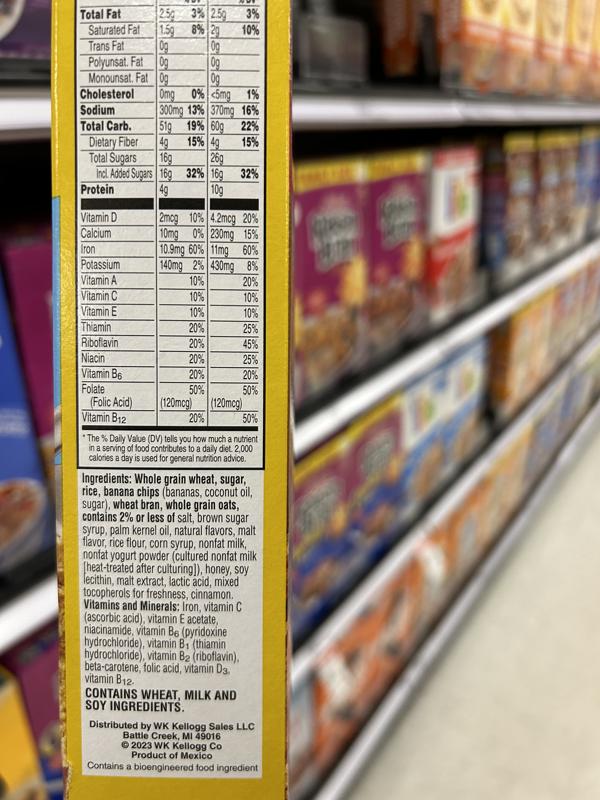 Total Fat 2.5g 3% 2.5g 3%
Saturated Fat 1.5g 8% 2g 10%
Trans Fat 0g 0g
Polyunsat. Fat 0g 0g
Monounsat. Fat 0g 0g
Cholesterol 0mg 0% <5mg 1%
Sodium 300mg 13% 370mg 16%
Total Carb. 51g 19% 60g 22%
Dietary Fiber 4g 15% 4g 15%
Total Sugars 16g 26g
Incl. Added Sugars 16g 32% 16g 32%
Protein 4g 10g
Vitamin D 2mcg 10% 4.2mcg 20%
Calcium 10mg 0% 230mg 15%
Iron 10.9mg 60% 11mg 60%
Potassium 140mg 2% 430mg 8%
Vitamin A 10% 20%
Vitamin C 10% 10%
Vitamin E 10% 10%
Thiamin 20% 25%
Riboflavin 20% 45%
Niacin 20% 25%
Vitamin B6 20% 20%
Folate 50% 50%
(Folic Acid) (120mcg) (120mcg)
Vitamin B12 20% 50%
* The % Daily Value (DV) tells you how much a nutrient
in a serving of food contributes to a daily diet. 2,000
calories a day is used for general nutrition advice.
Ingredients: Whole grain wheat, sugar,
rice, banana chips (bananas, coconut oil,
sugar), wheat bran, whole grain oats,
contains 2% or less of salt, brown sugar
syrup, palm kernel oil, natural flavors, malt
flavor, rice flour, corn syrup, nonfat milk,
nonfat yogurt powder (cultured nonfat milk
[heat-treated after culturing]), honey, soy
lecithin, malt extract, lactic acid, mixed
tocopherols for freshness, cinnamon.
Vitamins and Minerals: Iron, vitamin C
(ascorbic acid), vitamin E acetate,
niacinamide, vitamin B6 (pyridoxine
hydrochloride), vitamin B1 (thiamin
hydrochloride), vitamin B2 (riboflavin),
beta-carotene, folic acid, vitamin D3,
vitamin B12.
CONTAINS WHEAT, MILK AND
SOY INGREDIENTS.
Distributed by WK Kellogg Sales LLC
Battle Creek, MI 49016
© 2023 WK Kellogg Co
Product of Mexico
Contains a bioengineered food ingredient